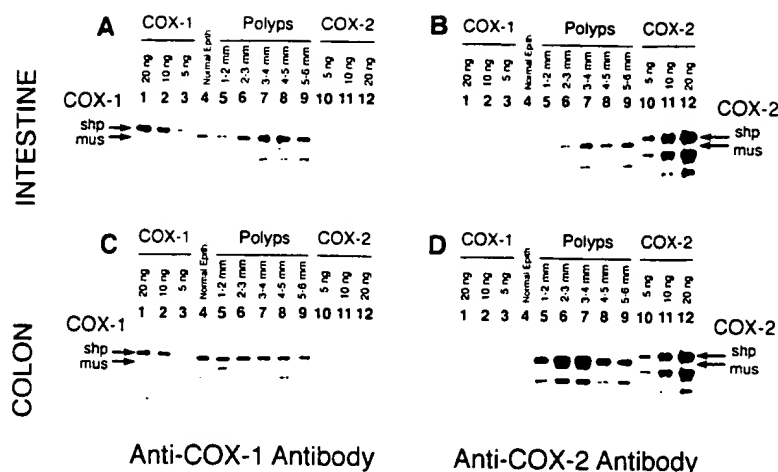 A
COX-1
Polyps
COX-2
20 ng
10 ng
5 ng
Normal Epith
1-2 mm
2-3 mm
3-4 mm
4-5 mm
5-6 mm
5 ng
10 ng
20 ng
COX-1
1 2 3 4 5 6 7 8 9 10 11 12
shp
mus
B
COX-1
Polyps
COX-2
20 ng
10 ng
5 ng
Normal Epith
1-2 mm
2-3 mm
3-4 mm
4-5 mm
5-6 mm
5 ng
10 ng
20 ng
1 2 3 4 5 6 7 8 9 10 11 12
COX-2
shp
mus
INTESTINE
C
COX-1
Polyps
COX-2
20 ng
10 ng
5 ng
Normal Epith
1-2 mm
2-3 mm
3-4 mm
4-5 mm
5-6 mm
5 ng
10 ng
20 ng
COX-1
1 2 3 4 5 6 7 8 9 10 11 12
shp
mus
D
COX-1
Polyps
COX-2
20 ng
10 ng
5 ng
Normal Epith
1-2 mm
2-3 mm
3-4 mm
4-5 mm
5-6 mm
5 ng
10 ng
20 ng
1 2 3 4 5 6 7 8 9 10 11 12
COX-2
shp
mus
COLON
Anti-COX-1 Antibody
Anti-COX-2 Antibody